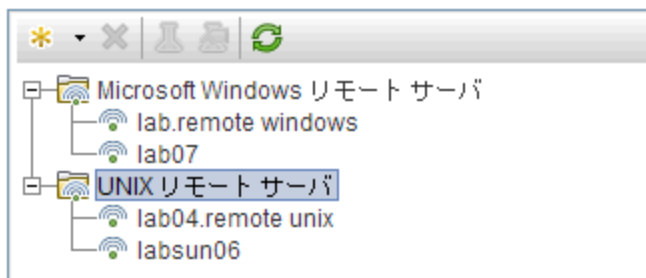 Microsoft Windows リモート サーバ
lab.remote windows
lab07
UNIX リモート サーバ
lab04.remote unix
labsun06